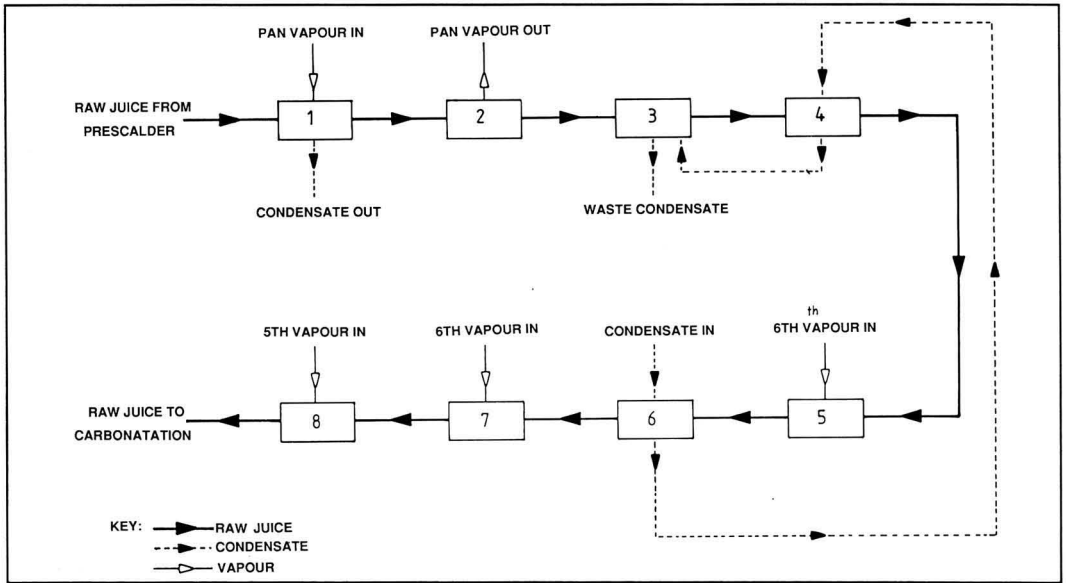 PAN VAPOUR IN
PAN VAPOUR OUT
RAW JUICE FROM
PRESCALDER
1
2
3
4
CONDENSATE OUT
WASTE CONDENSATE
5TH VAPOUR IN
6TH VAPOUR IN
CONDENSATE IN
th
6TH VAPOUR IN
RAW JUICE TO
CARBONATATION
8
7
6
5
KEY:
RAW JUICE
CONDENSATE
VAPOUR